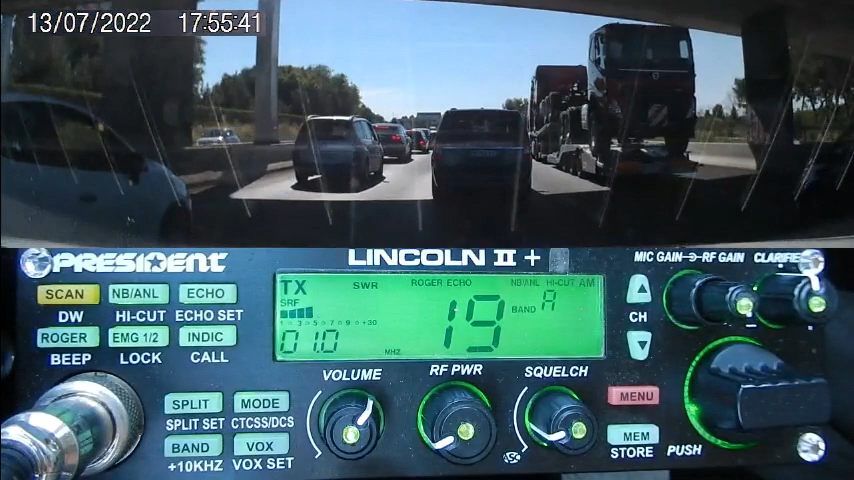 13/07/2022 17:55:41
PRESIDENT
LINCOLN II +
MIC GAIN RF GAIN CLARIFIER
SCAN NB/ANL ECHO
DW HI-CUT ECHO SET
ROGER EMG 1/2 INDIC
BEEP LOCK CALL
TX SWR ROGER ECHO NB/ANL HI-CUT AM
SRF
1 3 5 7 9 +30
BAND A
19
01.0 MHZ
CH
VOLUME RF PWR SQUELCH
SPLIT MODE
SPLIT SET CTCSS/DCS
BAND VOX
+10KHZ VOX SET
ASC
MENU
MEM
STORE
PUSH